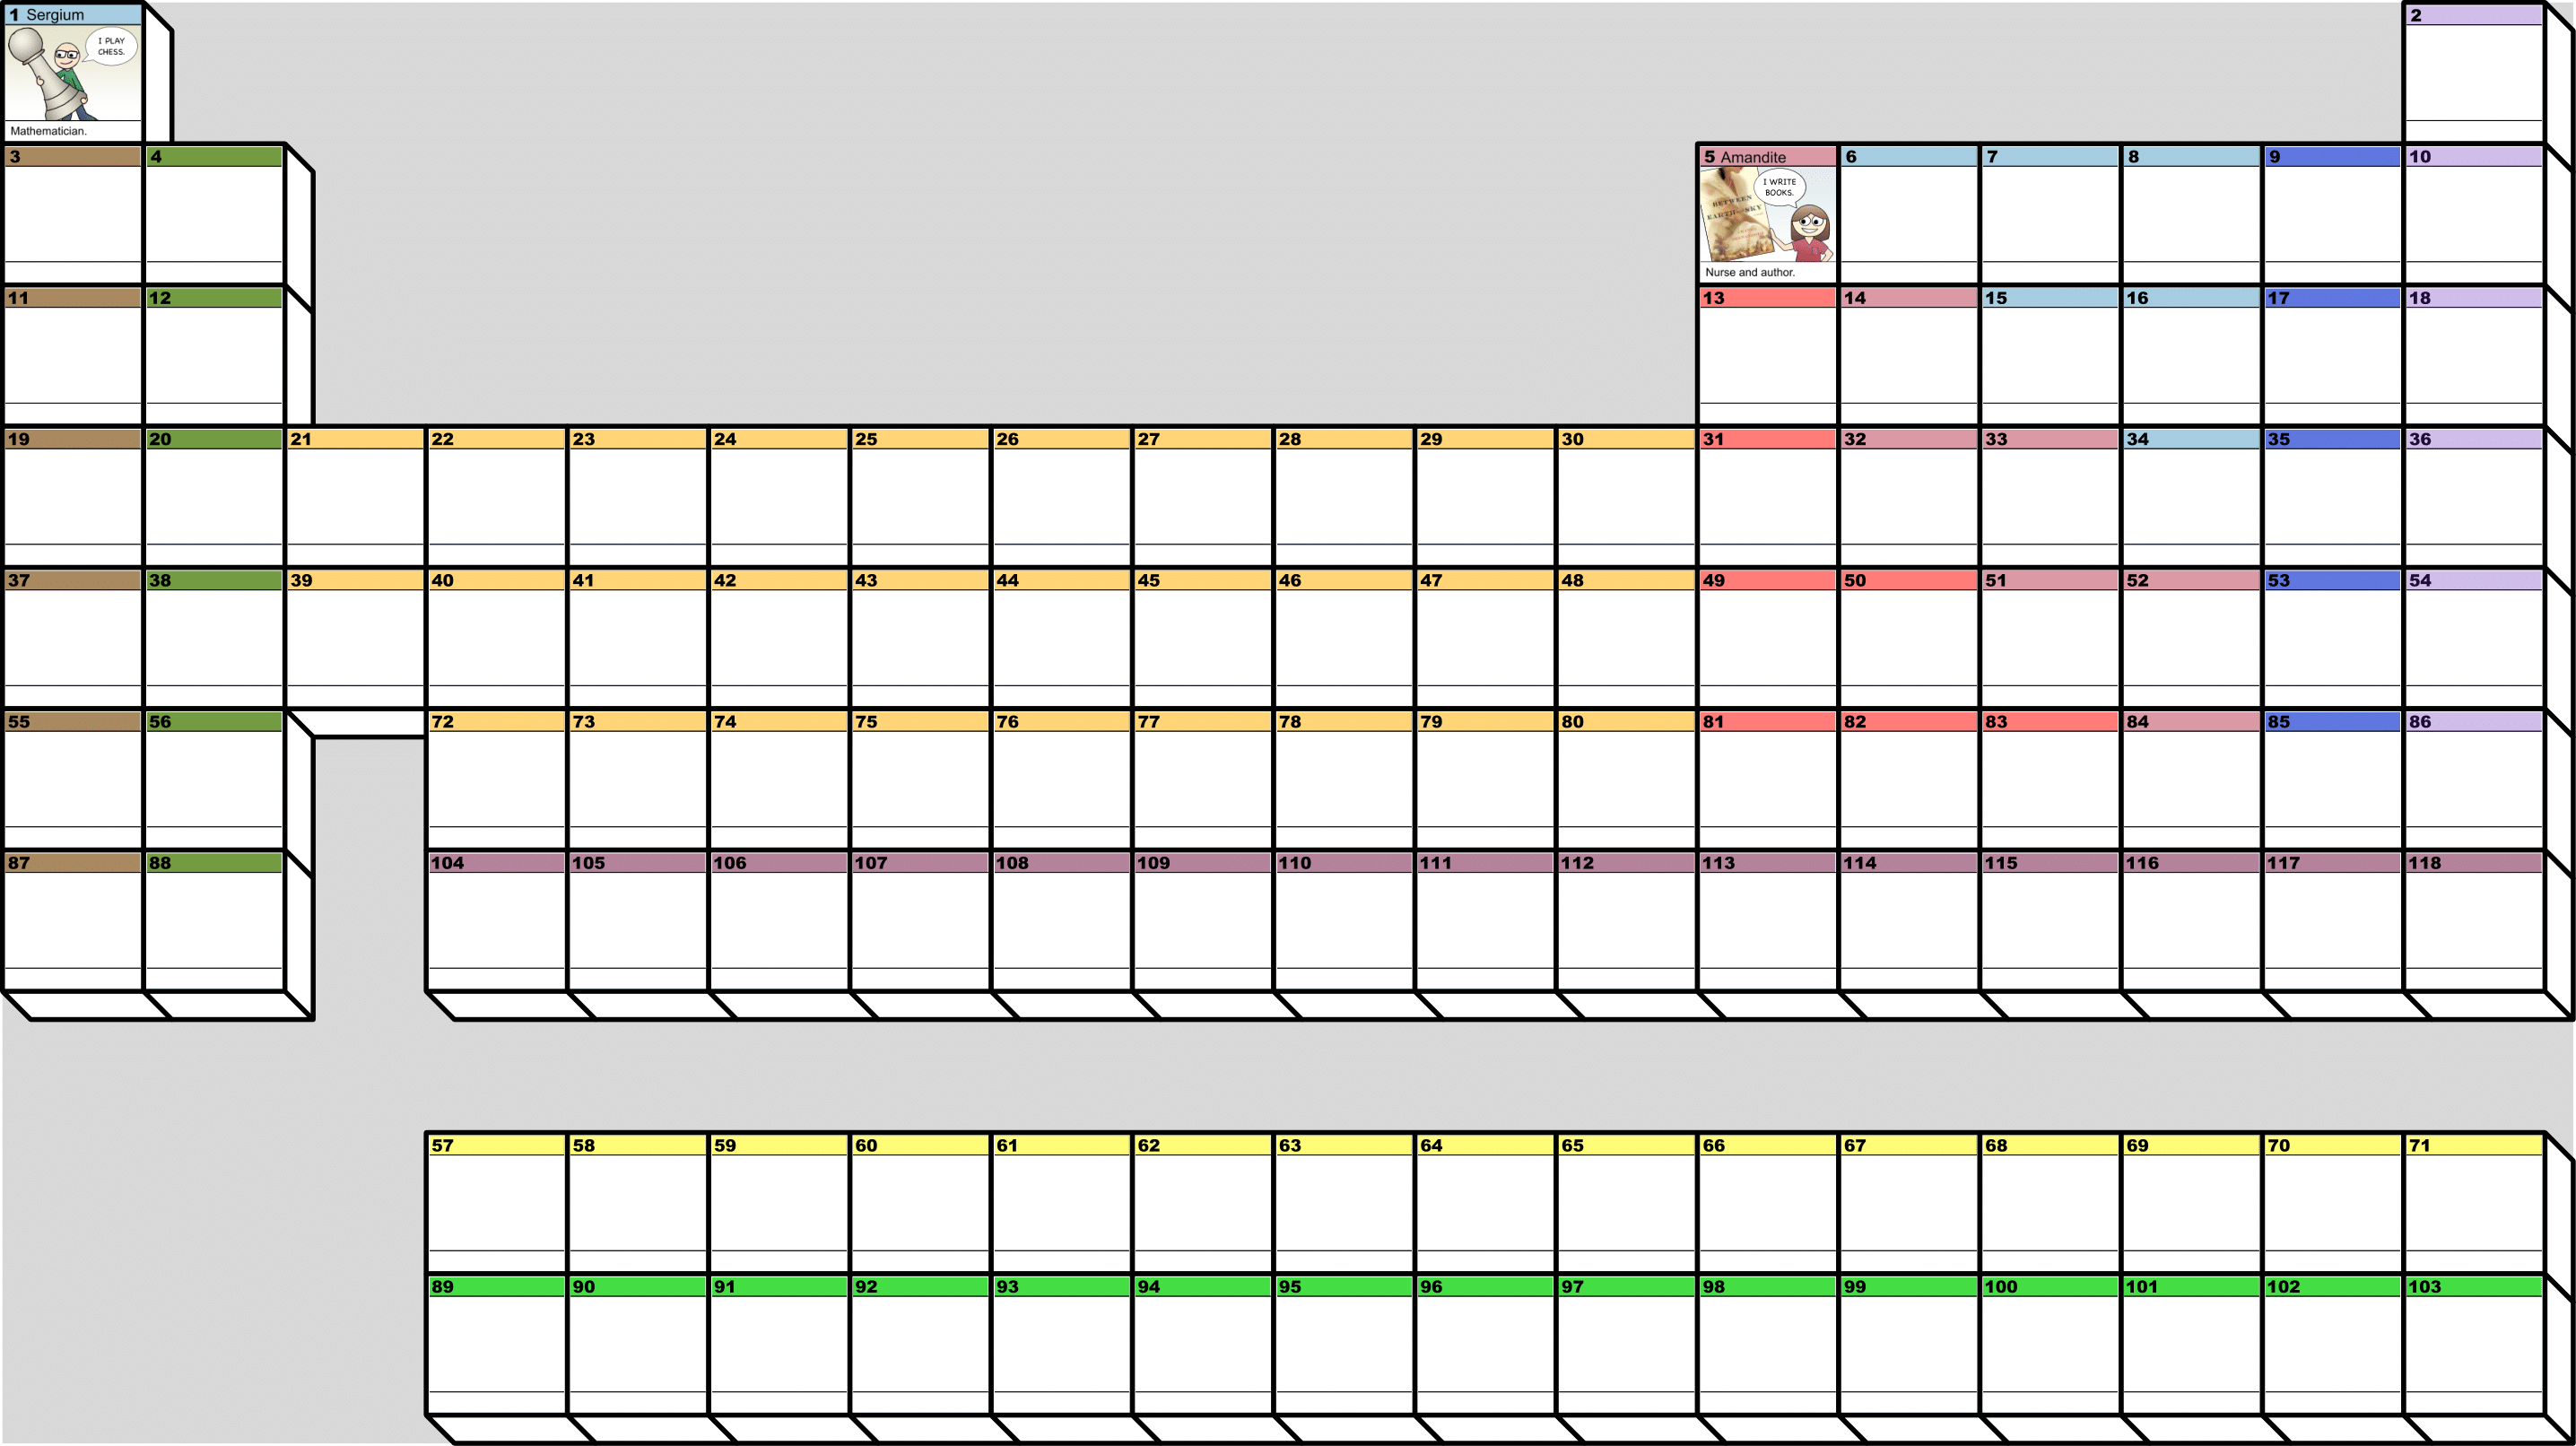 1 Sergium
I PLAY
CHESS.
Mathematician.
2
3 4
5 Amandite
I WRITE
BOOKS.
BETWEEN
EARTH AND SKY
Nurse and author.
6 7 8 9 10
11 12 13 14 15 16 17 18
19 20 21 22 23 24 25 26 27 28 29 30 31 32 33 34 35 36
37 38 39 40 41 42 43 44 45 46 47 48 49 50 51 52 53 54
55 56 72 73 74 75 76 77 78 79 80 81 82 83 84 85 86
87 88 104 105 106 107 108 109 110 111 112 113 114 115 116 117 118
57 58 59 60 61 62 63 64 65 66 67 68 69 70 71
89 90 91 92 93 94 95 96 97 98 99 100 101 102 103